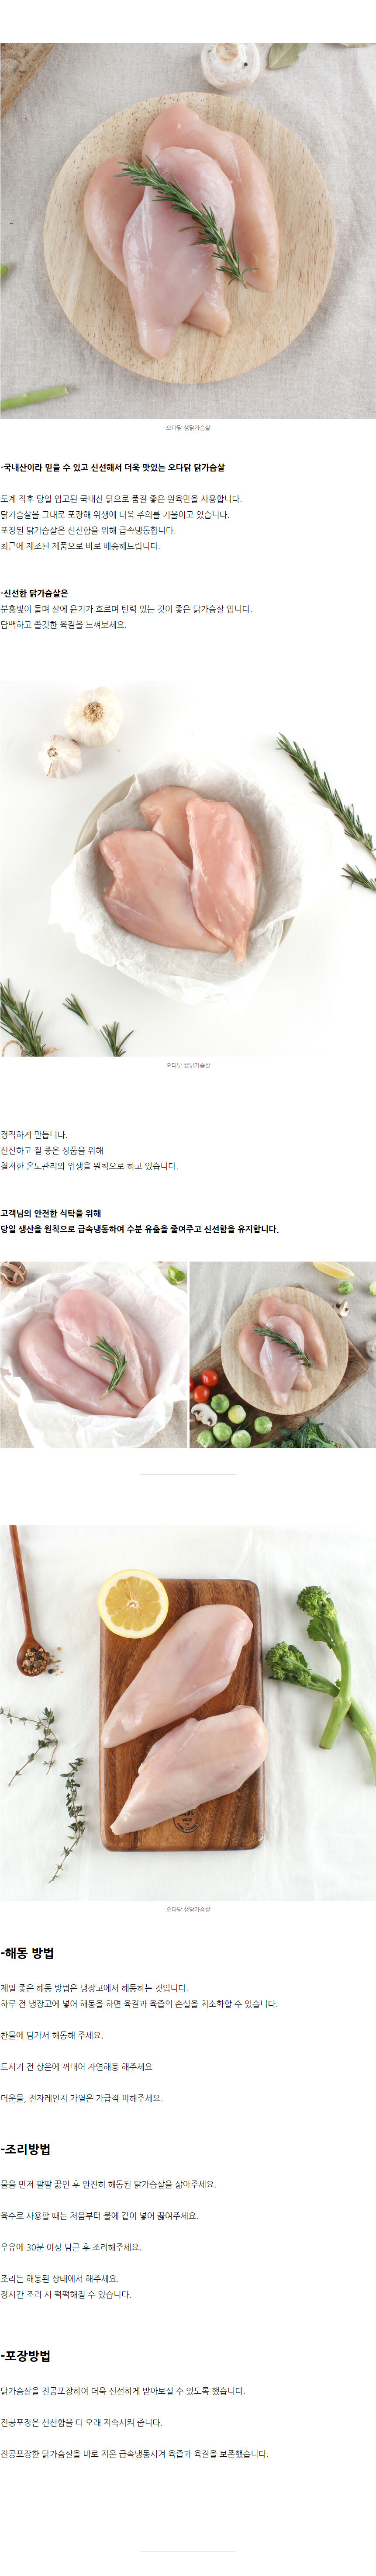 오다닭 생닭가슴살
-국내산이라 믿을 수 있고 신선해서 더욱 맛있는 오다닭 닭가슴살
도계 직후 당일 입고된 국내산 닭으로 품질 좋은 원육만을 사용합니다.
닭가슴살을 그대로 포장해 위생에 더욱 주의를 기울이고 있습니다.
포장된 닭가슴살은 신선함을 위해 급속냉동합니다.
최근에 제조된 제품으로 바로 배송해드립니다.
-신선한 닭가슴살은
분홍빛이 돌며 살에 윤기가 흐르며 탄력 있는 것이 좋은 닭가슴살 입니다.
담백하고 쫄깃한 육질을 느껴보세요.
오다닭 생닭가슴살
정직하게 만듭니다.
신선하고 질 좋은 상품을 위해
철저한 온도관리와 위생을 원칙으로 하고 있습니다.
고객님의 안전한 식탁을 위해
당일 생산을 원칙으로 급속냉동하여 수분 유출을 줄여주고 신선함을 유지합니다.
오다닭 생닭가슴살
-해동 방법
제일 좋은 해동 방법은 냉장고에서 해동하는 것입니다.
하루 전 냉장고에 넣어 해동을 하면 육질과 육즙의 손실을 최소화할 수 있습니다.
찬물에 담가서 해동해 주세요.
드시기 전 상온에 꺼내어 자연해동 해주세요
더운물, 전자레인지 가열은 가급적 피해주세요.
-조리방법
물을 먼저 팔팔 끓인 후 완전히 해동된 닭가슴살을 삶아주세요.
육수로 사용할 때는 처음부터 물에 같이 넣어 끓여주세요.
우유에 30분 이상 담근 후 조리해주세요.
조리는 해동된 상태에서 해주세요.
장시간 조리 시 퍽퍽해질 수 있습니다.
-포장방법
닭가슴살을 진공포장하여 더욱 신선하게 받아보실 수 있도록 했습니다.
진공포장은 신선함을 더 오래 지속시켜 줍니다.
진공포장한 닭가슴살을 바로 저온 급속냉동시켜 육즙과 육질을 보존했습니다.